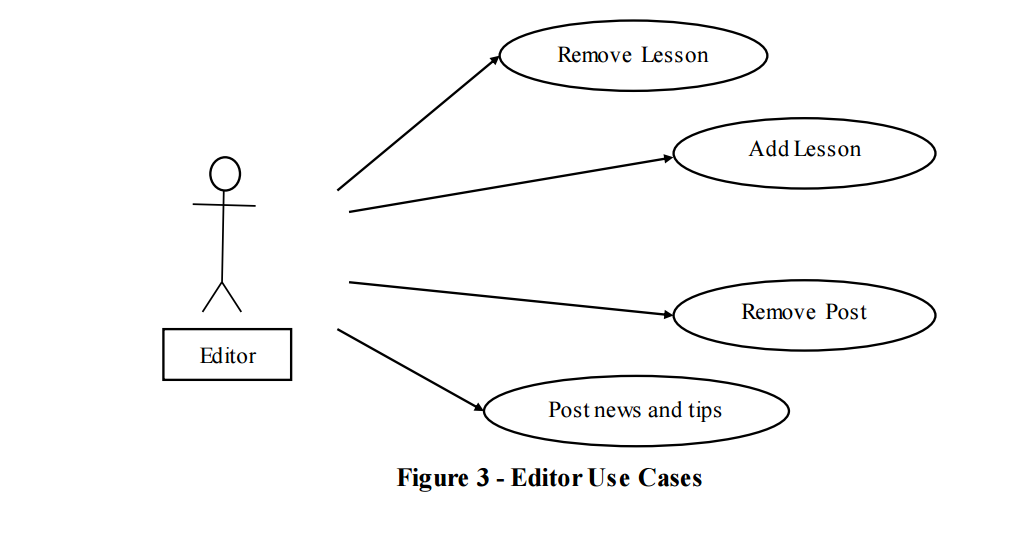 Remove Lesson
Add Lesson
Remove Post
Editor
Post news and tips
Figure 3 - Editor Use Cases